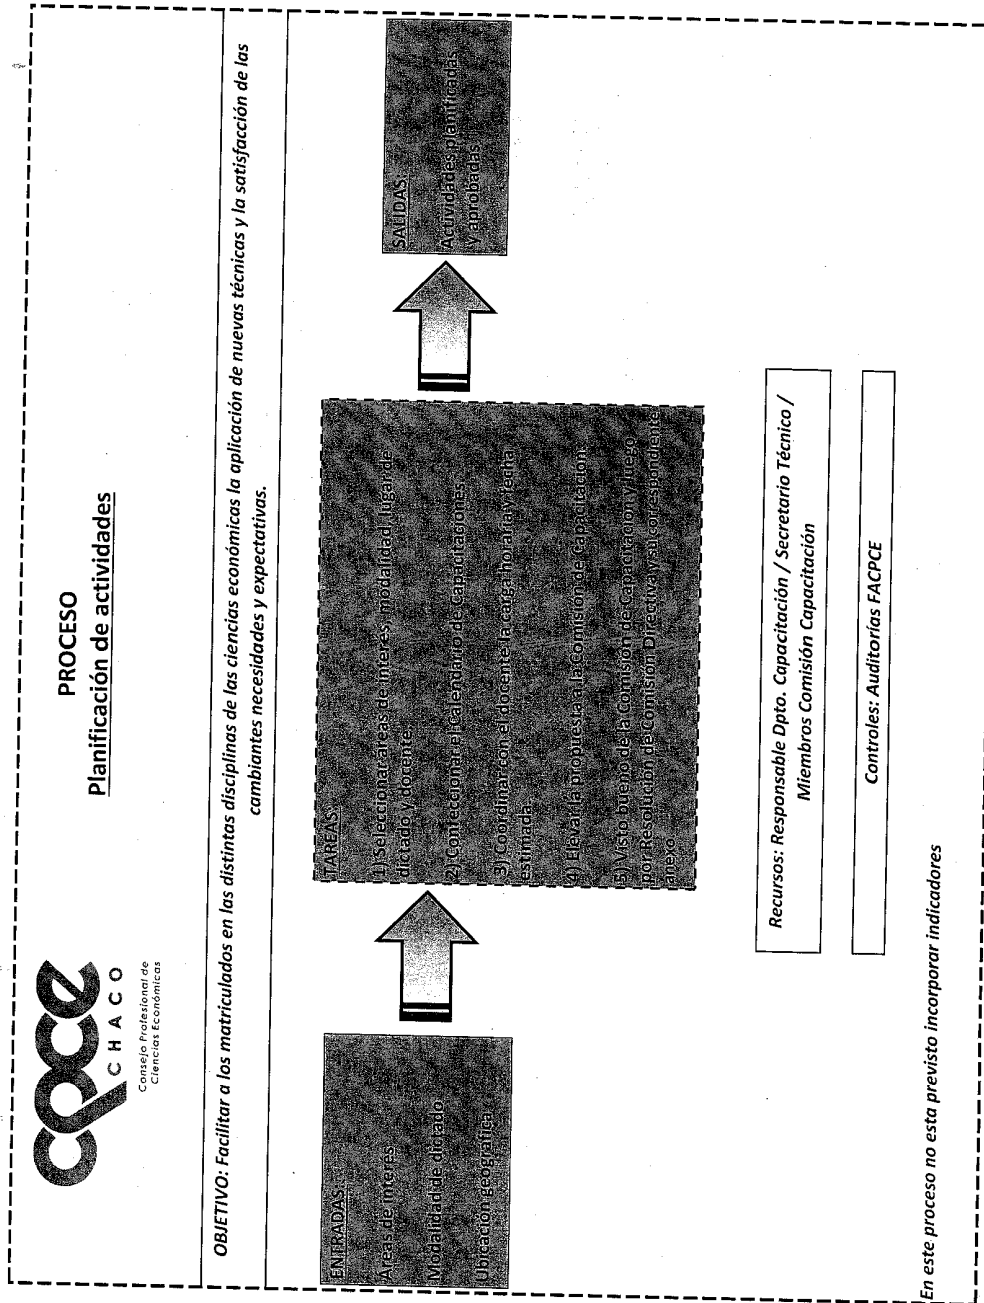 cpce
CHACO
Consejo Profesional de
Ciencias Económicas
PROCESO
Planificación de actividades
OBJETIVO: Facilitar a los matriculados en las distintas disciplinas de las ciencias económicas la aplicación de nuevas técnicas y la satisfacción de las
cambiantes necesidades y expectativas.
ENTRADAS:
Áreas de interés
Modalidad de dictado
Ubicación geográfica
TAREAS:
1) Seleccionar áreas de interés, modalidad, lugar de
dictado y docente
2) Confeccionar el Calendario de Capacitaciones
3) Coordinar con el docente la carga horaria y fecha
estimada
4) Elevar la propuesta a la Comisión de Capacitación
5) Visto bueno de la Comisión de Capacitación y luego
por Resolución de Comisión Directiva y su correspondiente
anexo
SALIDAS:
Actividades planificadas
y aprobadas
Recursos: Responsable Dpto. Capacitación / Secretario Técnico /
Miembros Comisión Capacitación
Controles: Auditorías FACPCE
En este proceso no esta previsto incorporar indicadores